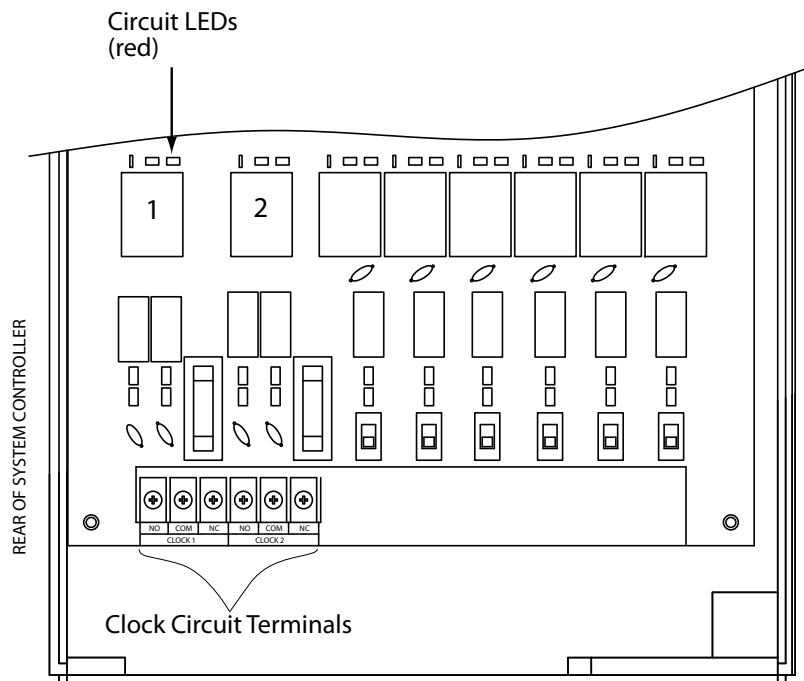 Circuit LEDs
(red)
1
2
REAR OF SYSTEM CONTROLLER
NO COM NC NO COM NC
CLOCK 1 CLOCK 2
Clock Circuit Terminals